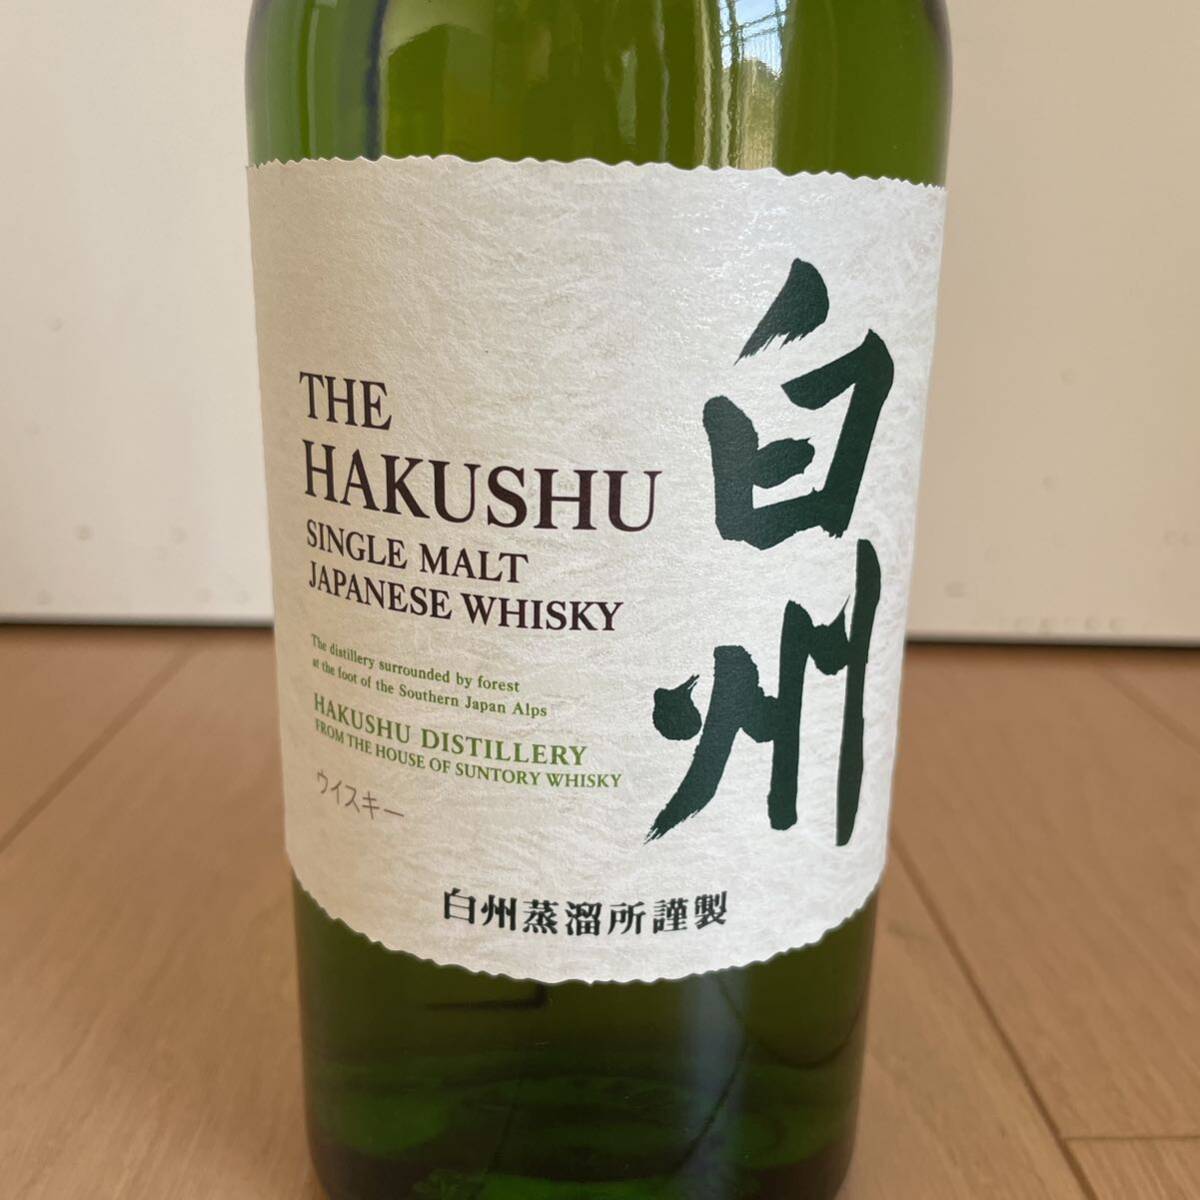 THE
HAKUSHU
SINGLE MALT
JAPANESE WHISKY
The distillery surrounded by forest
at the foot of the Southern Japan Alps
HAKUSHU DISTILLERY
FROM THE HOUSE OF SUNTORY WHISKY
ウイスキー
白州
白州蒸溜所謹製